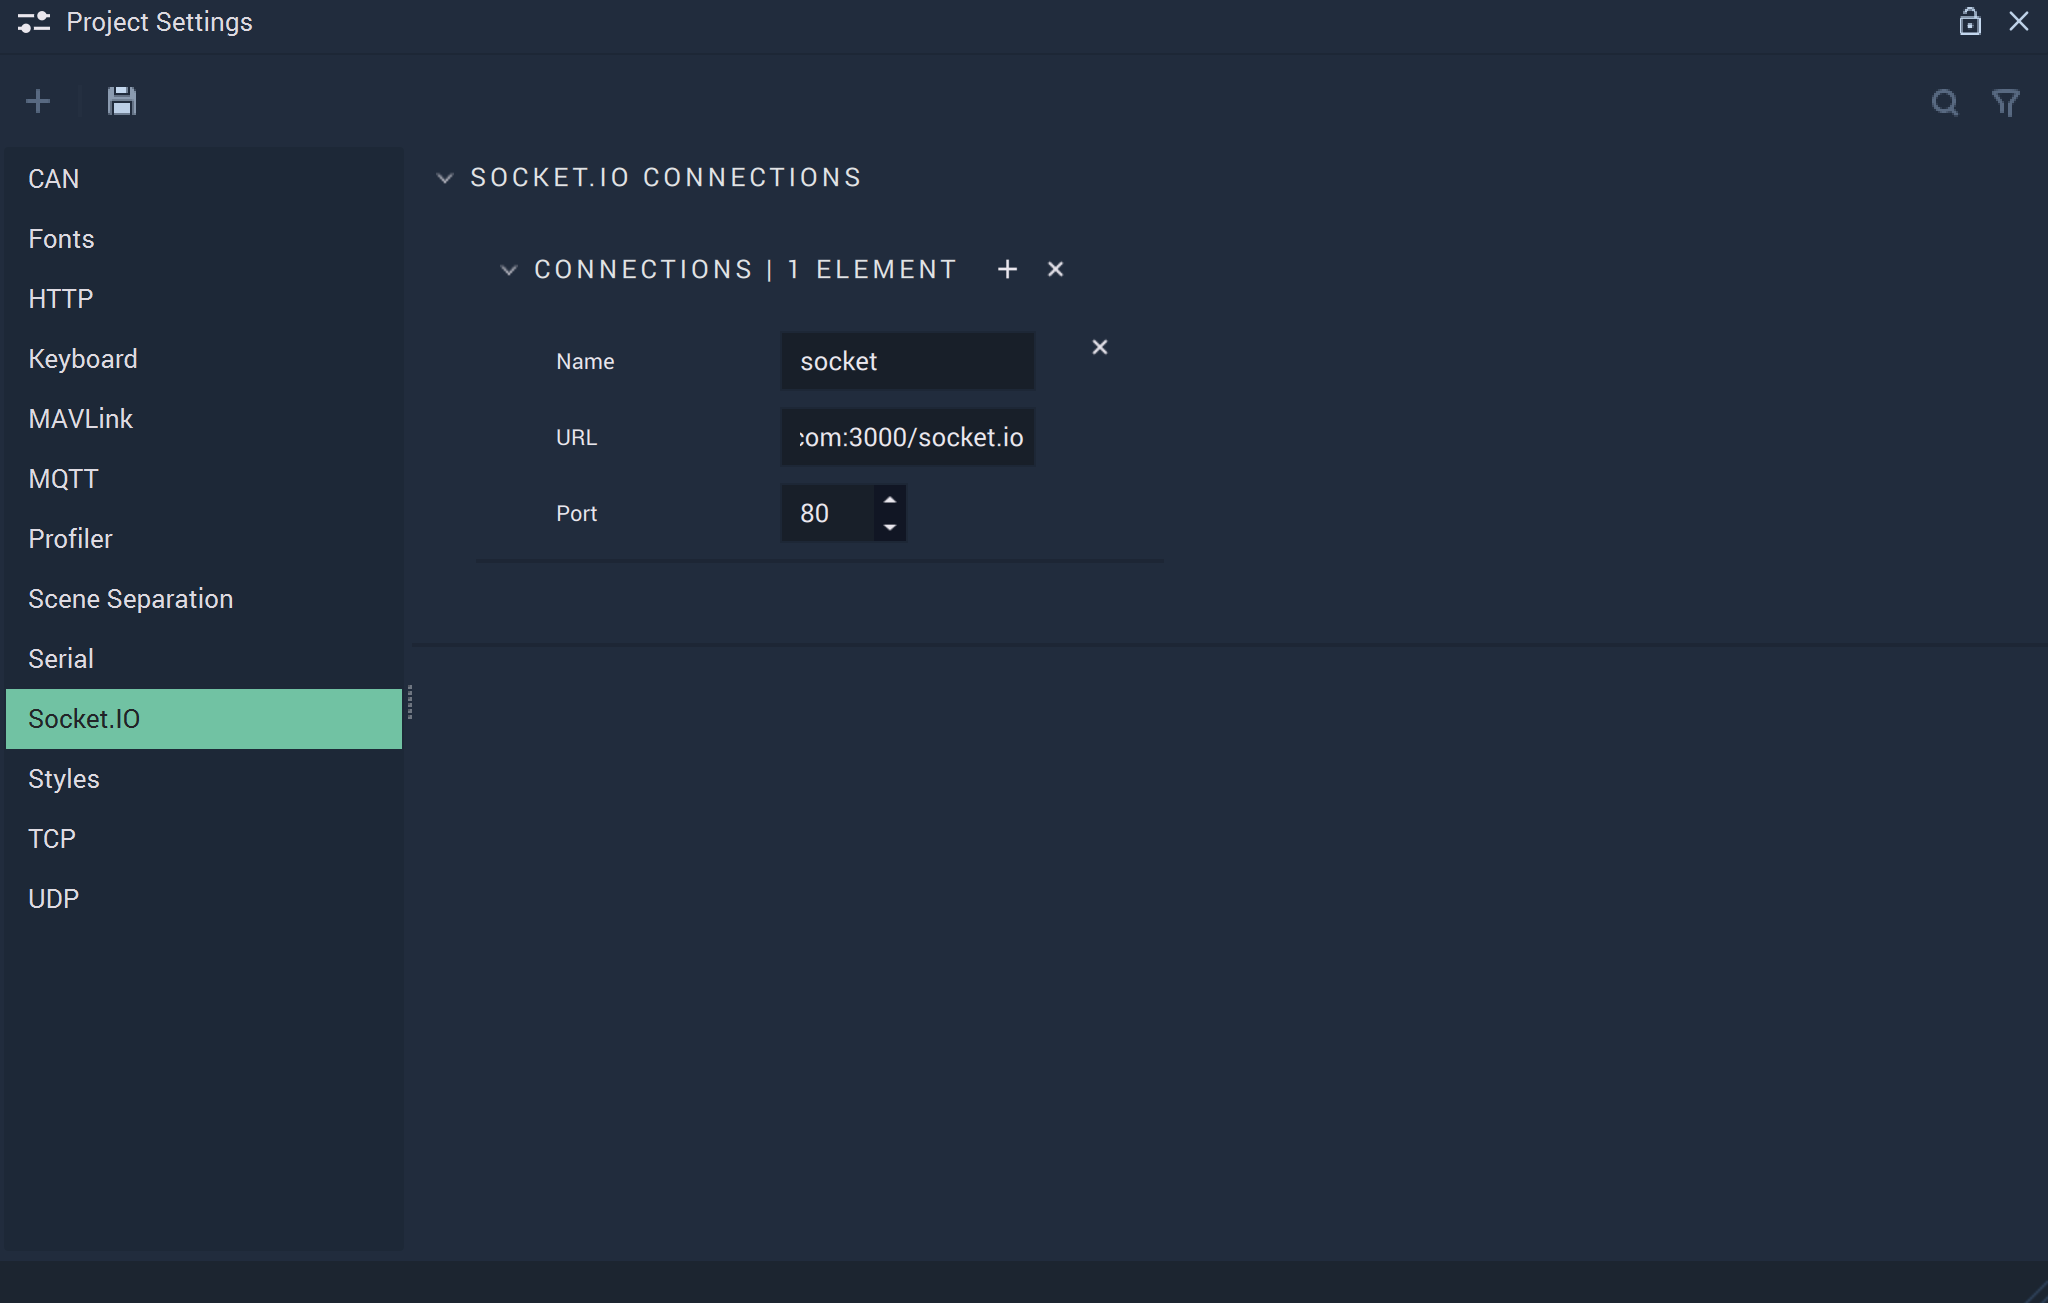 Project Settings
CAN
Fonts
HTTP
Keyboard
MAVLink
MQTT
Profiler
Scene Separation
Serial
Socket.IO
Styles
TCP
UDP
SOCKET.IO CONNECTIONS
CONNECTIONS | 1 ELEMENT
Name socket
URL com:3000/socket.io
Port 80